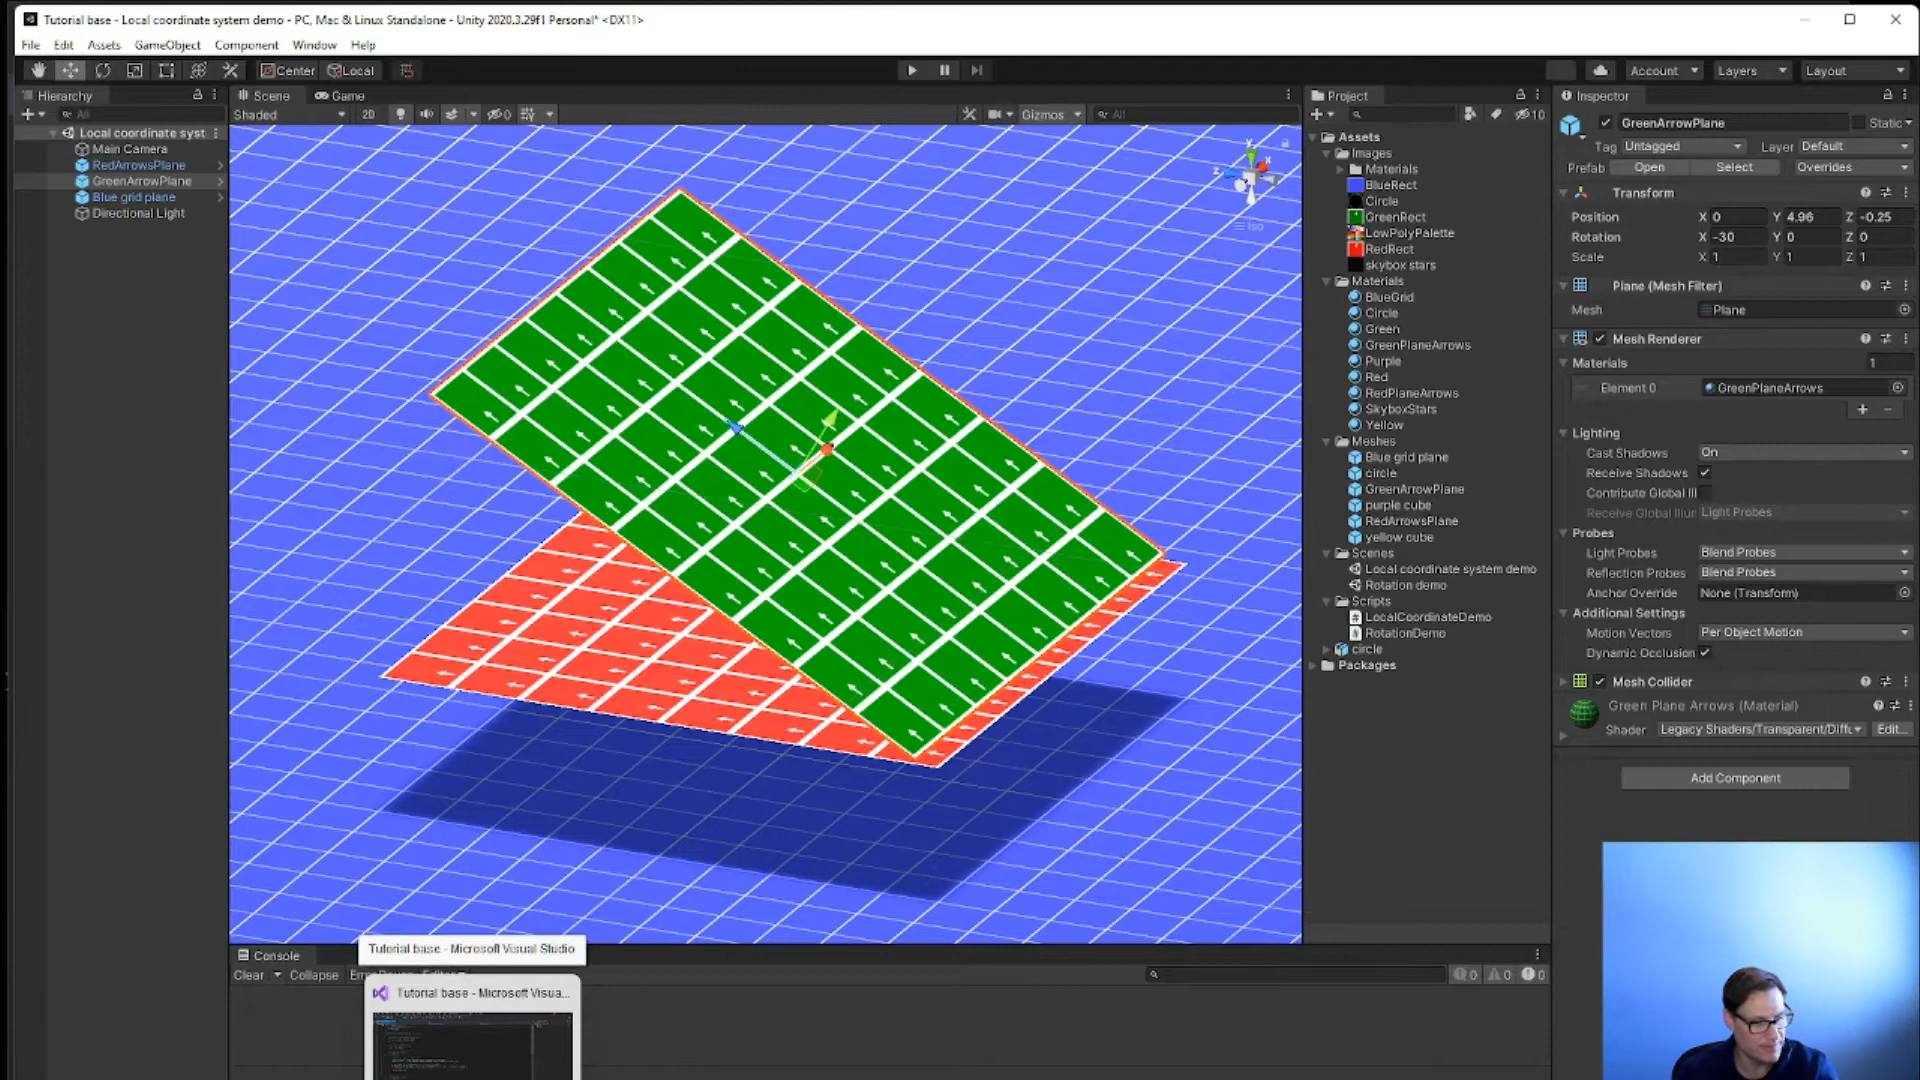 Tutorial base - Local coordinate system demo - PC, Mac & Linux Standalone - Unity 2020.3.29f1 Personal* <DX11>
File Edit Assets GameObject Component Window Help
Center Local
Account Layers Layout
Hierarchy
All
Local coordinate syst
Main Camera
RedArrowsPlane
GreenArrowPlane
Blue grid plane
Directional Light
Scene Game
Shaded 2D 0 Gizmos All
y
x
z
Iso
Project
10
Assets
Images
Materials
BlueRect
Circle
GreenRect
LowPolyPalette
RedRect
skybox stars
Materials
BlueGrid
Circle
Green
GreenPlaneArrows
Purple
Red
RedPlaneArrows
SkyboxStars
Yellow
Meshes
Blue grid plane
circle
GreenArrowPlane
purple cube
RedArrowsPlane
yellow cube
Scenes
Local coordinate system demo
Rotation demo
Scripts
LocalCoordinateDemo
RotationDemo
circle
Packages
Inspector
GreenArrowPlane Static
Tag Untagged Layer Default
Prefab Open Select Overrides
Transform
Position X 0 Y 4.96 Z -0.25
Rotation X -30 Y 0 Z 0
Scale X 1 Y 1 Z 1
Plane (Mesh Filter)
Mesh Plane
Mesh Renderer
Materials 1
Element 0 GreenPlaneArrows
Lighting
Cast Shadows On
Receive Shadows
Contribute Global Ill
Receive Global Illur Light Probes
Probes
Light Probes Blend Probes
Reflection Probes Blend Probes
Anchor Override None (Transform)
Additional Settings
Motion Vectors Per Object Motion
Dynamic Occlusion
Mesh Collider
Green Plane Arrows (Material)
Shader Legacy Shaders/Transparent/Diffu Edit...
Add Component
Console
Clear Collapse
0 0 0
Tutorial base - Microsoft Visual Studio
Tutorial base - Microsoft Visua...